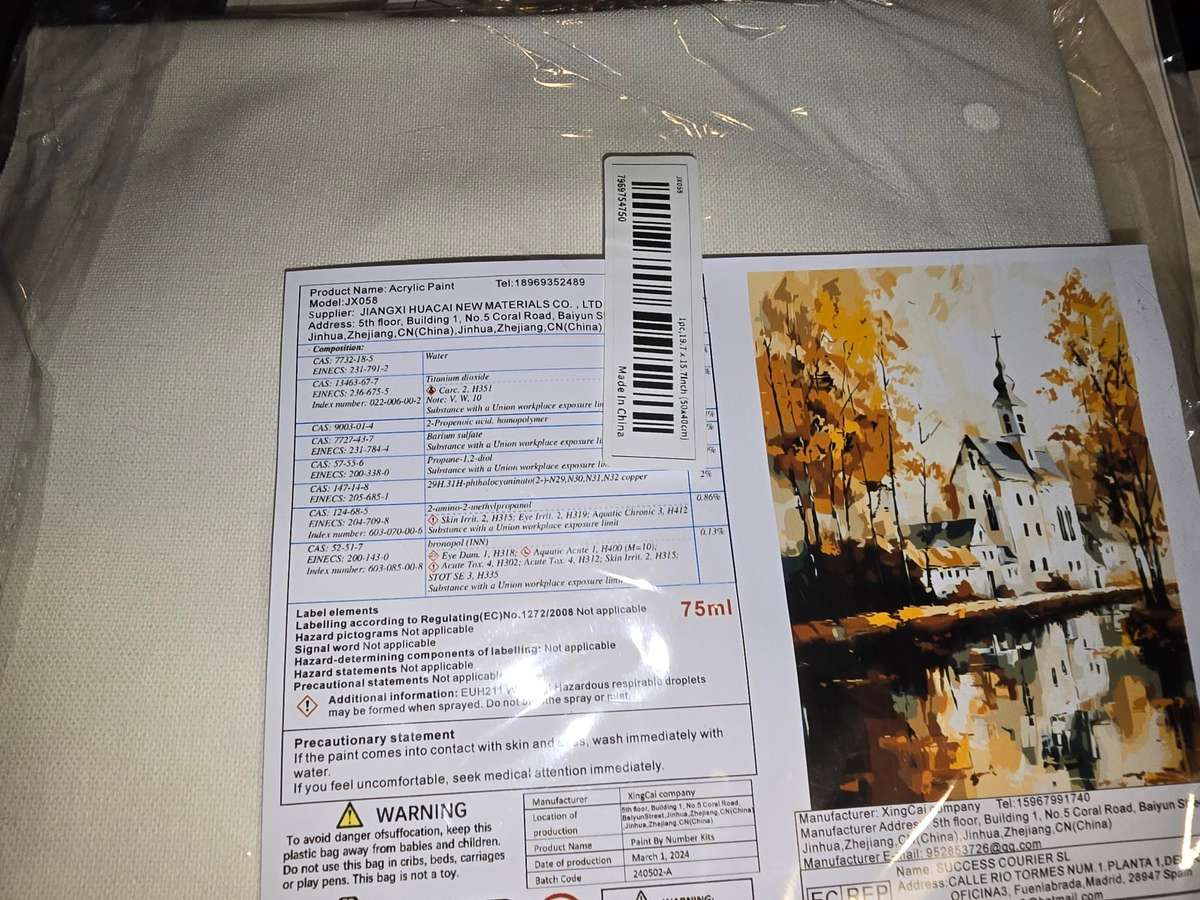 JX058
7969754750
1pc,19.7 x 15.7Inch (50x40cm)
Made In China
Product Name: Acrylic Paint Tel:18969352489
Model:JX058
Supplier: JIANGXI HUACAI NEW MATERIALS CO. , LTD
Address: 5th floor, Building 1, No.5 Coral Road, Baiyun
Jinhua,Zhejiang,CN(China),Jinhua,Zhejiang,CN(China)
Composition:
CAS: 7732-18-5
EINECS: 231-791-2
Water
CAS: 13463-67-7
EINECS: 236-675-5
Index number: 022-006-00-2
Titanium dioxide
Carc. 2, H351
Note: V, W, 10
Substance with a Union workplace exposure
CAS: 9003-01-4
2-Propenoic acid, homopolymer
CAS: 7727-43-7
EINECS: 231-784-4
Barium sulfate
Substance with a Union workplace exposure
CAS: 57-55-6
EINECS: 200-338-0
Propane-1,2-diol
Substance with a Union workplace exposure
CAS: 147-14-8
EINECS: 205-685-1
29H,31H-phthalocyaninato(2-)-N29,N30,N31,N32 copper
2%
CAS: 124-68-5
EINECS: 204-709-8
Index number: 603-070-00-6
2-amino-2-methylpropanol
Skin Irrit. 2, H315; Eye Irrit. 2, H319; Aquatic Chronic 3, H412
Substance with a Union workplace exposure limit
0.86%
CAS: 52-51-7
EINECS: 200-143-0
Index number: 603-085-00-8
bronopol (INN)
Eye Dam. 1, H318; Aquatic Acute 1, H400 (M=10);
Acute Tox. 4, H302; Acute Tox. 4, H312; Skin Irrit. 2, H315;
STOT SE 3, H335
Substance with a Union workplace exposure
0.13%
Label elements
Labelling according to Regulating(EC)No.1272/2008 Not applicable
75ml
Hazard pictograms Not applicable
Signal word Not applicable
Hazard-determining components of labelling: Not applicable
Hazard statements Not applicable
Precautional statements Not applicable
Additional information: EUH211 Hazardous respirable droplets
may be formed when sprayed. Do not the spray or mint.
Precautionary statement
If the paint comes into contact with skin and wash immediately with
water.
If you feel uncomfortable, seek medical attention immediately.
WARNING
To avoid danger ofsuffocation, keep this
plastic bag away from babies and children.
Do not use this bag in cribs, beds, carriages
or play pens. This bag is not a toy.
Manufacturer XingCai company
Location of production
5th floor, Building 1, No.5 Coral Road,
BaiyunStreet,Jinhua,Zhejiang,CN(China)
Jinhua,Zhejiang,CN(China)
Product Name Paint By Number Kits
Date of production March 1, 2024
Batch Code 240502-A
WARNING:
Manufacturer: XingCai company Tel:15967991740
Manufacturer Address: 5th floor, Building 1, No.5 Coral Road, Baiyun
Jinhua,Zhejiang,CN(China),Jinhua,Zhejiang,CN(China)
Manufacturer E-mail: 952853726@qq.com
EC REP
Name: SUCCESS COURIER SL
Address:CALLE RIO TORMES NUM.1.PLANTA 1,
OFICINA3, Fuenlabrada,Madrid, 28947 Spain